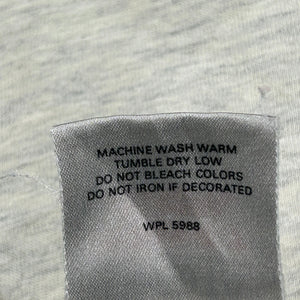 MACHINE WASH WARM
TUMBLE DRY LOW
DO NOT BLEACH COLORS
DO NOT IRON IF DECORATED
WPL 5988